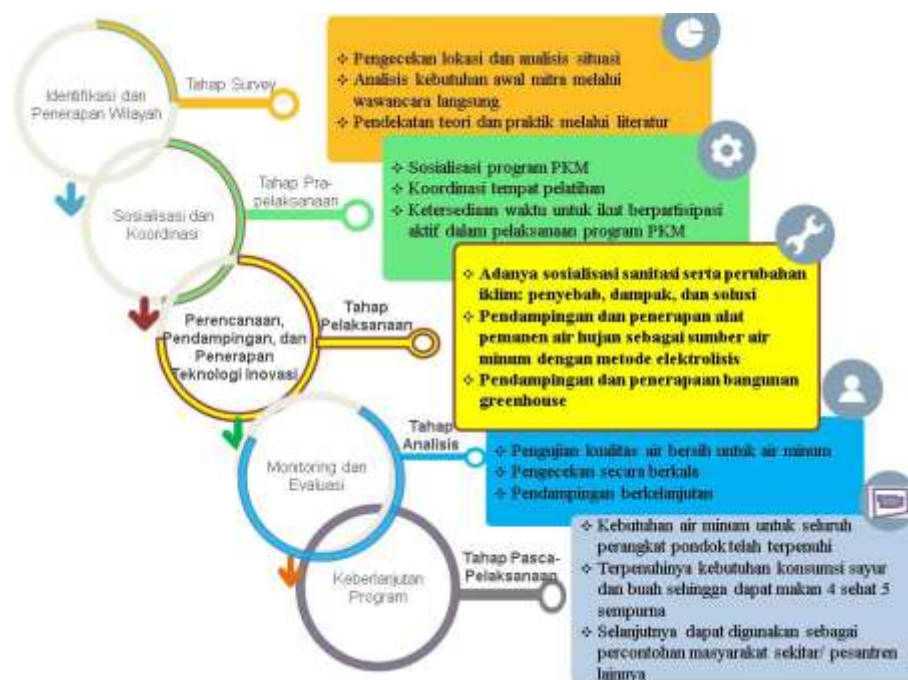 Identifikasi dan
Penerapan Wilayah
Tahap Survey
❖ Pengecekan lokasi dan analisis situasi
❖ Analisis kebutuhan awal mitra melalui
wawancara langsung
❖ Pendekatan teori dan praktik melalui literatur
Sosialisasi dan
Koordinasi
Tahap Pra-
pelaksanaan
❖ Sosialisasi program PKM
❖ Koordinasi tempat pelatihan
❖ Ketersediaan waktu untuk ikut berpartisipasi
aktif dalam pelaksanaan program PKM
Perencanaan,
Pendampingan, dan
Penerapan
Teknologi Inovasi
Tahap
Pelaksanaan
❖ Adanya sosialisasi sanitasi serta perubahan
iklim: penyebab, dampak, dan solusi
❖ Pendampingan dan penerapan alat
pemanen air hujan sebagai sumber air
minum dengan metode elektrolisis
❖ Pendampingan dan penerapaan bangunan
greenhouse
Monitoring dan
Evaluasi
Tahap
Analisis
❖ Pengujian kualitas air bersih untuk air minum
❖ Pengecekan secara berkala
❖ Pendampingan berkelanjutan
Keberlanjutan
Program
Tahap Pasca-
Pelaksanaan
❖ Kebutuhan air minum untuk seluruh
perangkat pondok telah terpenuhi
❖ Terpenuhinya kebutuhan konsumsi sayur
dan buah sehingga dapat makan 4 sehat 5
sempurna
❖ Selanjutnya dapat digunakan sebagai
percontohan masyarakat sekitar/ pesantren
lainnya